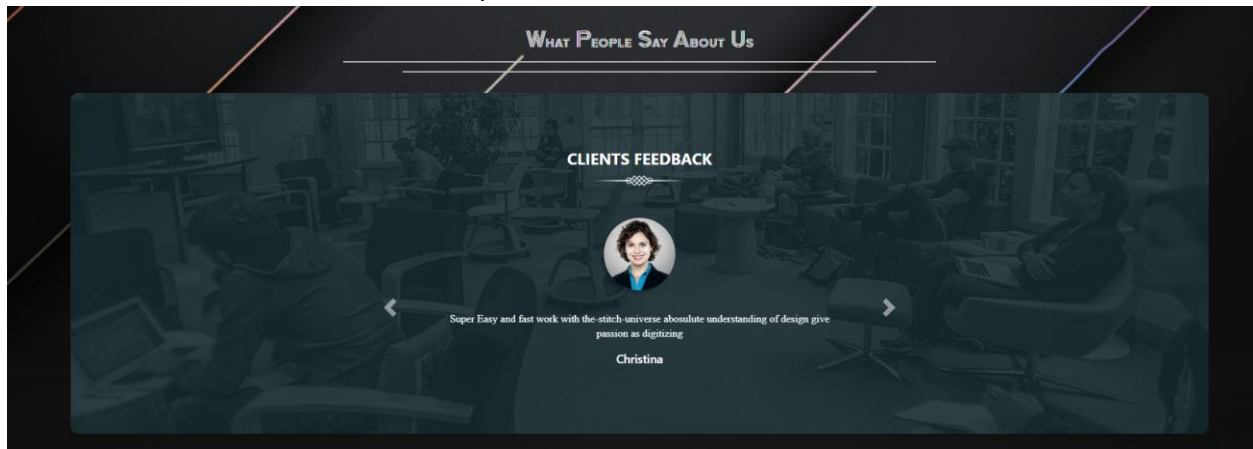 What People Say About Us
CLIENTS FEEDBACK
Super Easy and fast work with the-stitch-universe abosulute understanding of design give
passion as digitizing
Christina